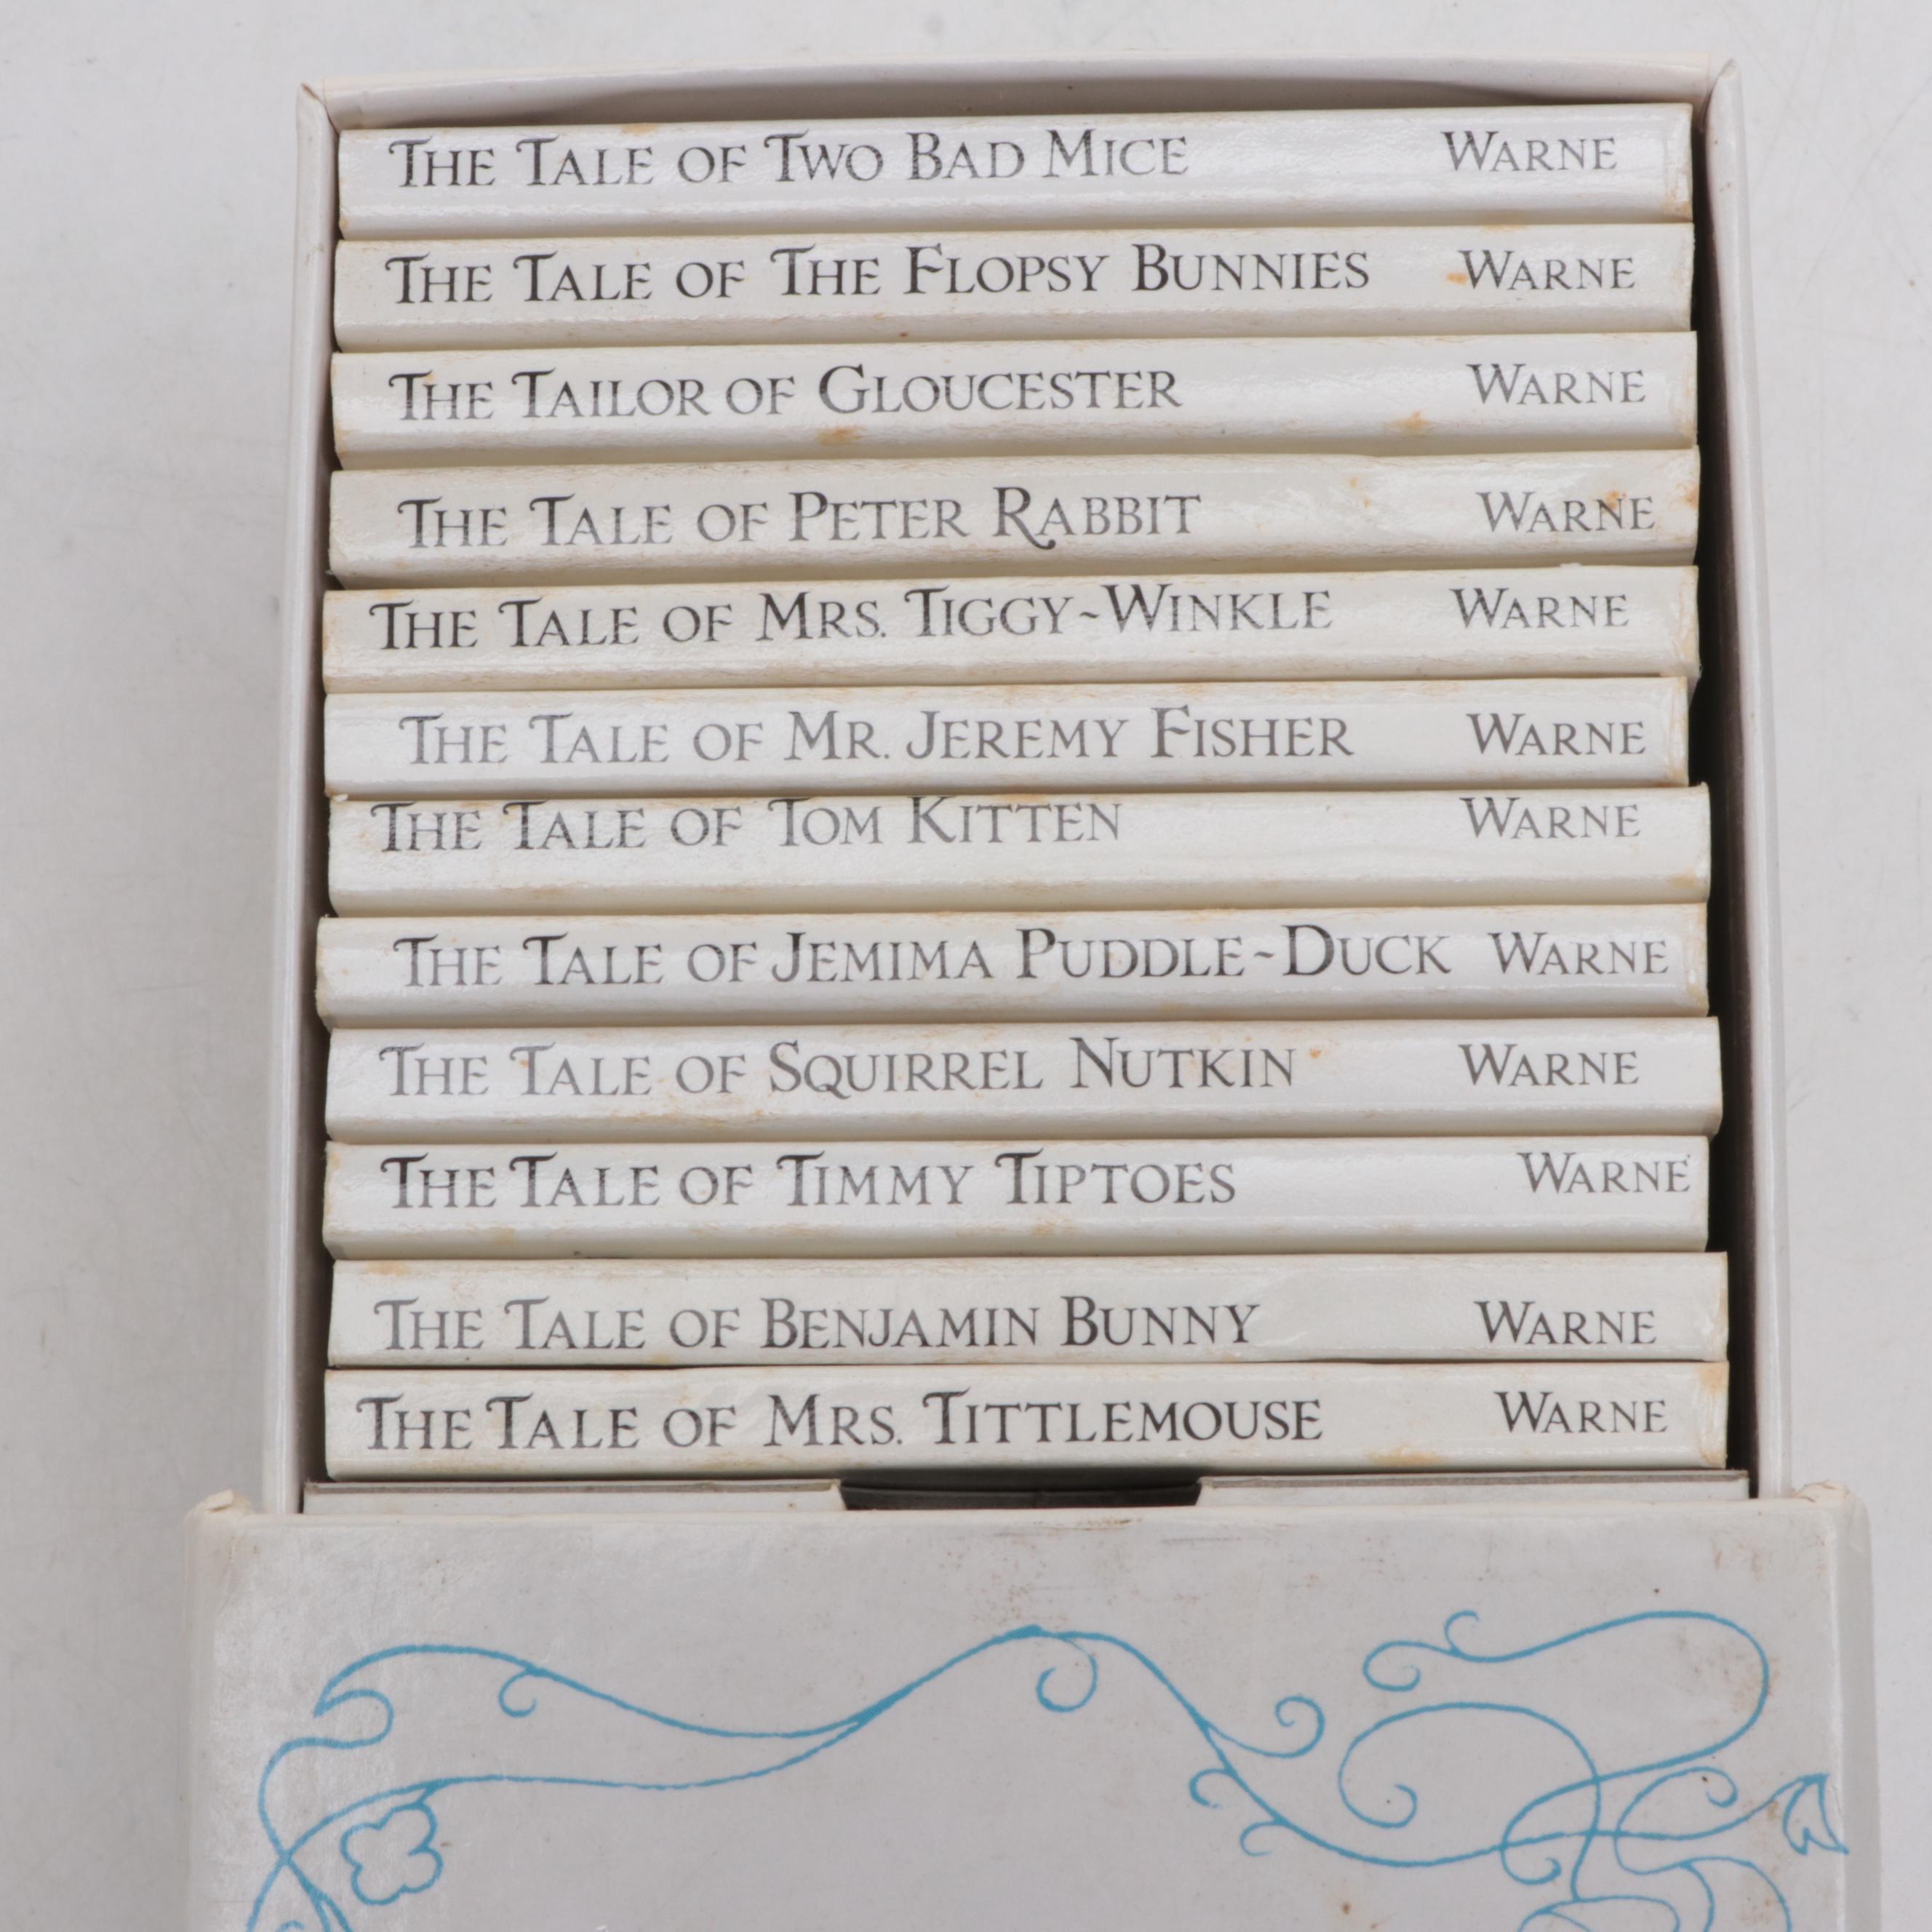 THE TALE OF TWO BAD MICE WARNE
THE TALE OF THE FLOPSY BUNNIES WARNE
THE TAILOR OF GLOUCESTER WARNE
THE TALE OF PETER RABBIT WARNE
THE TALE OF MRS. TIGGY~WINKLE WARNE
THE TALE OF MR. JEREMY FISHER WARNE
THE TALE OF TOM KITTEN WARNE
THE TALE OF JEMIMA PUDDLE~DUCK WARNE
THE TALE OF SQUIRREL NUTKIN WARNE
THE TALE OF TIMMY TIPTOES WARNE
THE TALE OF BENJAMIN BUNNY WARNE
THE TALE OF MRS. TITTLEMOUSE WARNE